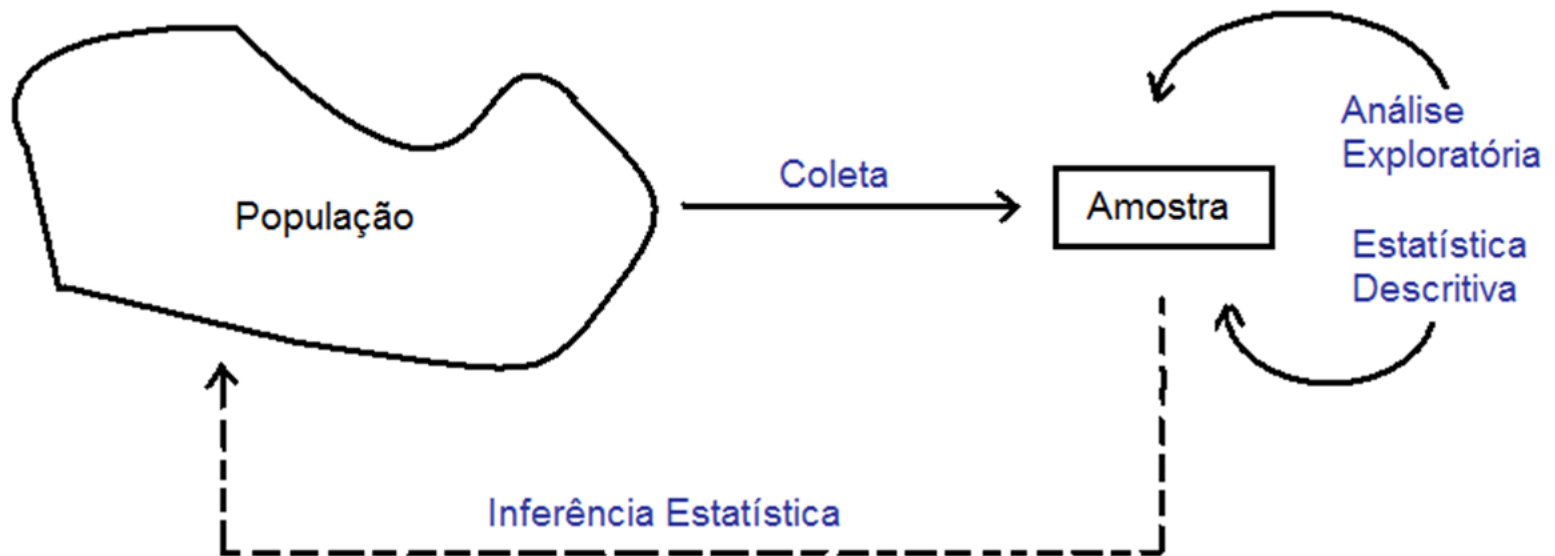 Análise
Exploratória
Coleta
População
Amostra
Estatística
Descritiva
Inferência Estatística